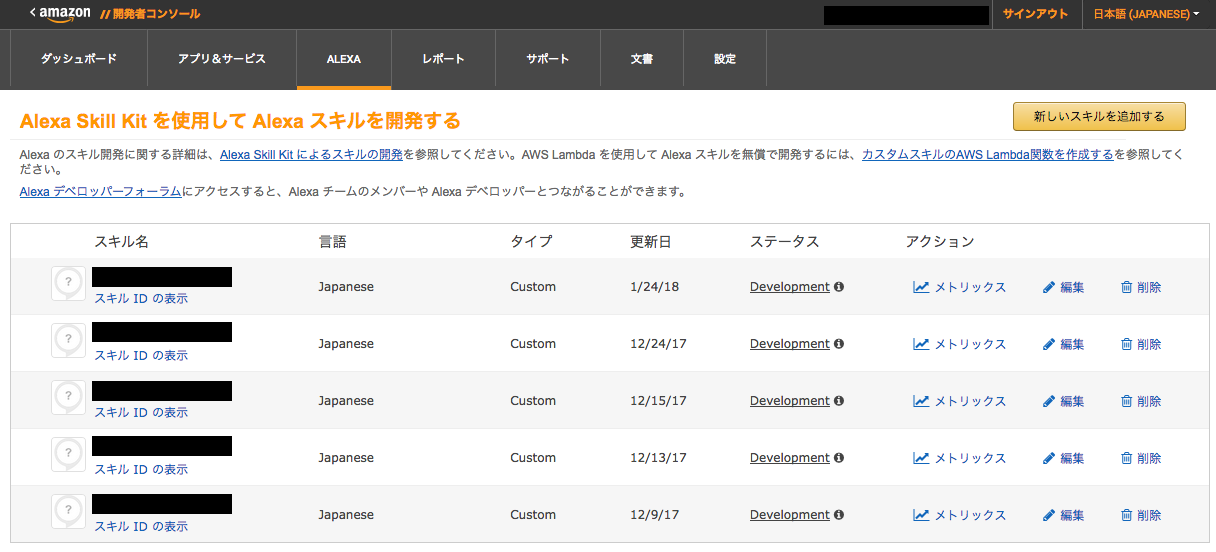 amazon // 開発者コンソール サインアウト 日本語 (JAPANESE)
ダッシュボード アプリ＆サービス ALEXA レポート サポート 文書 設定
Alexa Skill Kit を使用して Alexa スキルを開発する 新しいスキルを追加する
Alexa のスキル開発に関する詳細は、Alexa Skill Kit によるスキルの開発を参照してください。AWS Lambda を使用して Alexa スキルを無償で開発するには、カスタムスキルのAWS Lambda関数を作成するを参照してく
ださい。
Alexa デベロッパーフォーラムにアクセスすると、Alexa チームのメンバーや Alexa デベロッパーとつながることができます。
スキル名 言語 タイプ 更新日 ステータス アクション
? Japanese Custom 1/24/18 Development メトリックス 編集 削除
スキル ID の表示
? Japanese Custom 12/24/17 Development メトリックス 編集 削除
スキル ID の表示
? Japanese Custom 12/15/17 Development メトリックス 編集 削除
スキル ID の表示
? Japanese Custom 12/13/17 Development メトリックス 編集 削除
スキル ID の表示
? Japanese Custom 12/9/17 Development メトリックス 編集 削除
スキル ID の表示